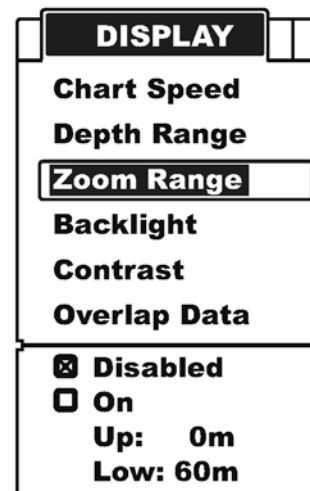 DISPLAY
Chart Speed
Depth Range
Zoom Range
Backlight
Contrast
Overlap Data
Disabled
On
Up: 0m
Low: 60m